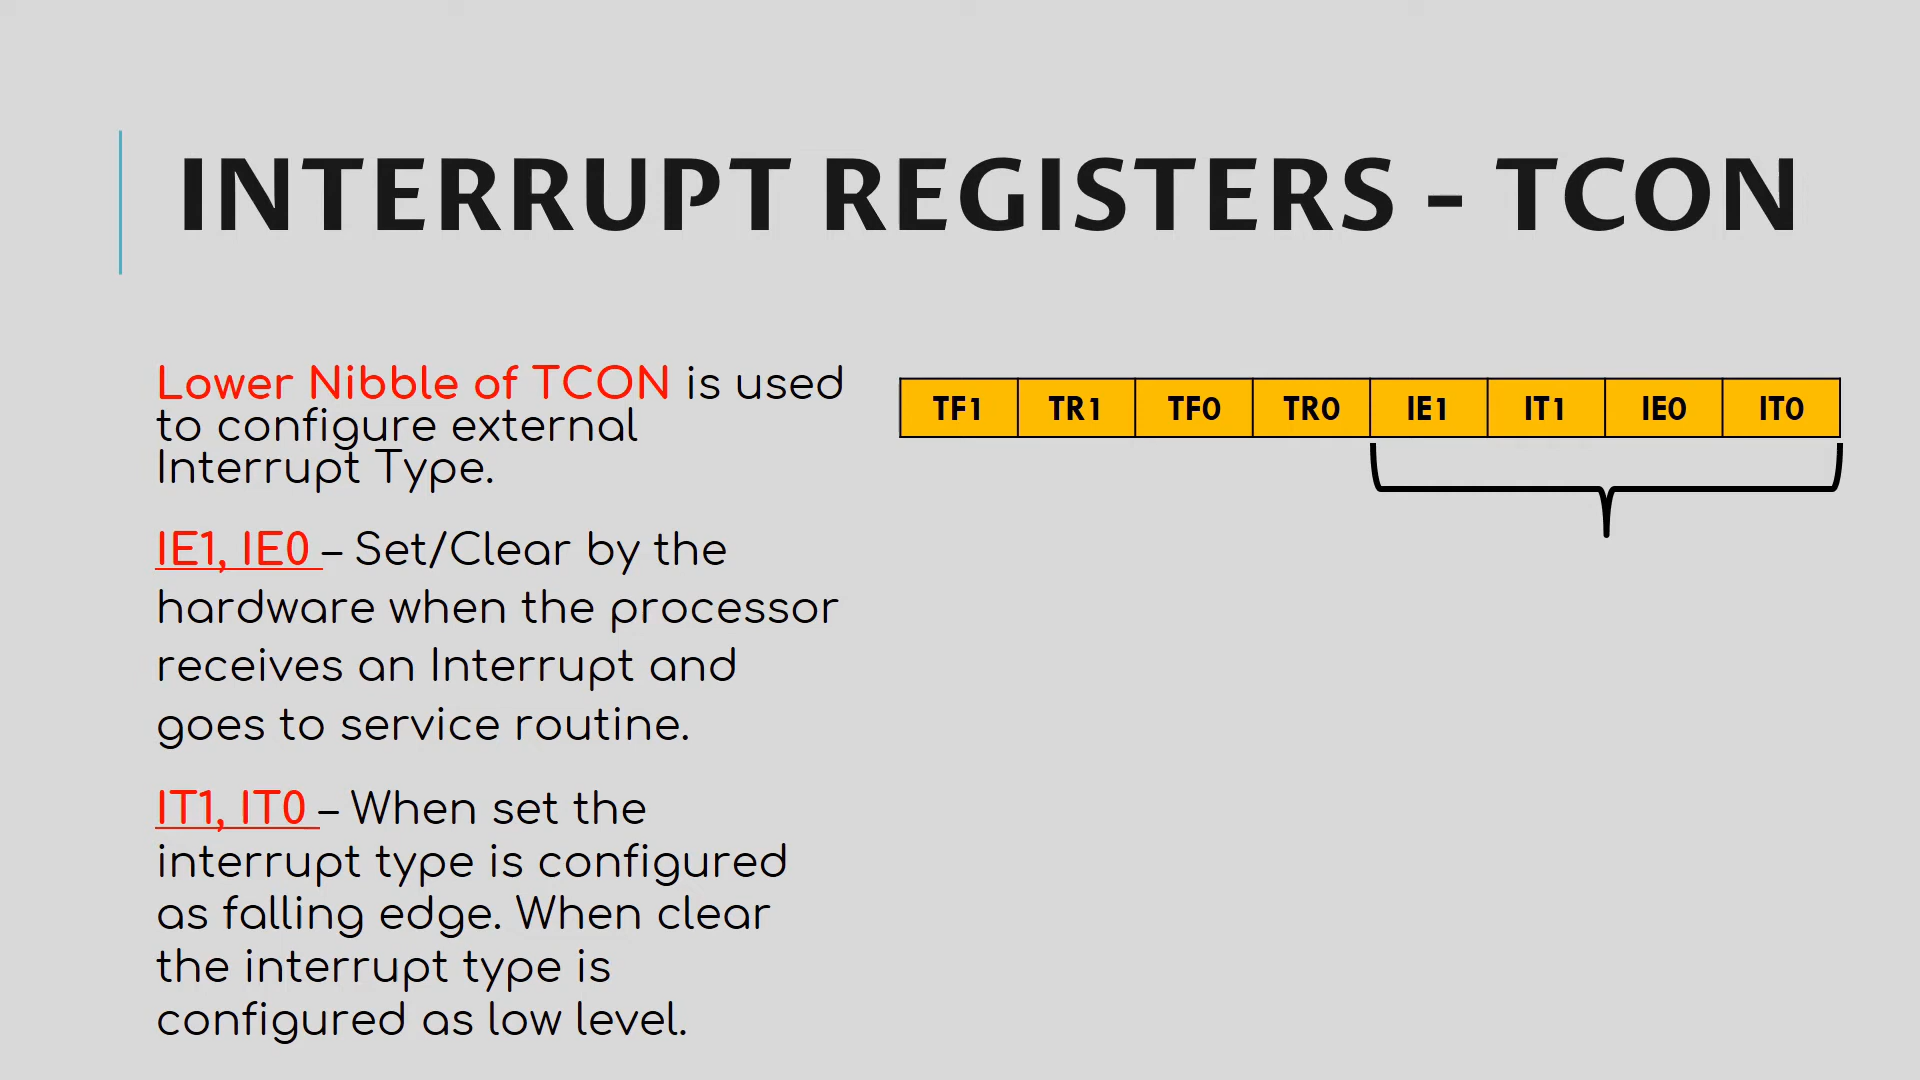 INTERRUPT REGISTERS - TCON
Lower Nibble of TCON is used
to configure external
Interrupt Type.
IE1, IE0 – Set/Clear by the
hardware when the processor
receives an Interrupt and
goes to service routine.
IT1, IT0 – When set the
interrupt type is configured
as falling edge. When clear
the interrupt type is
configured as low level.
TF1 TR1 TF0 TR0 IE1 IT1 IE0 IT0